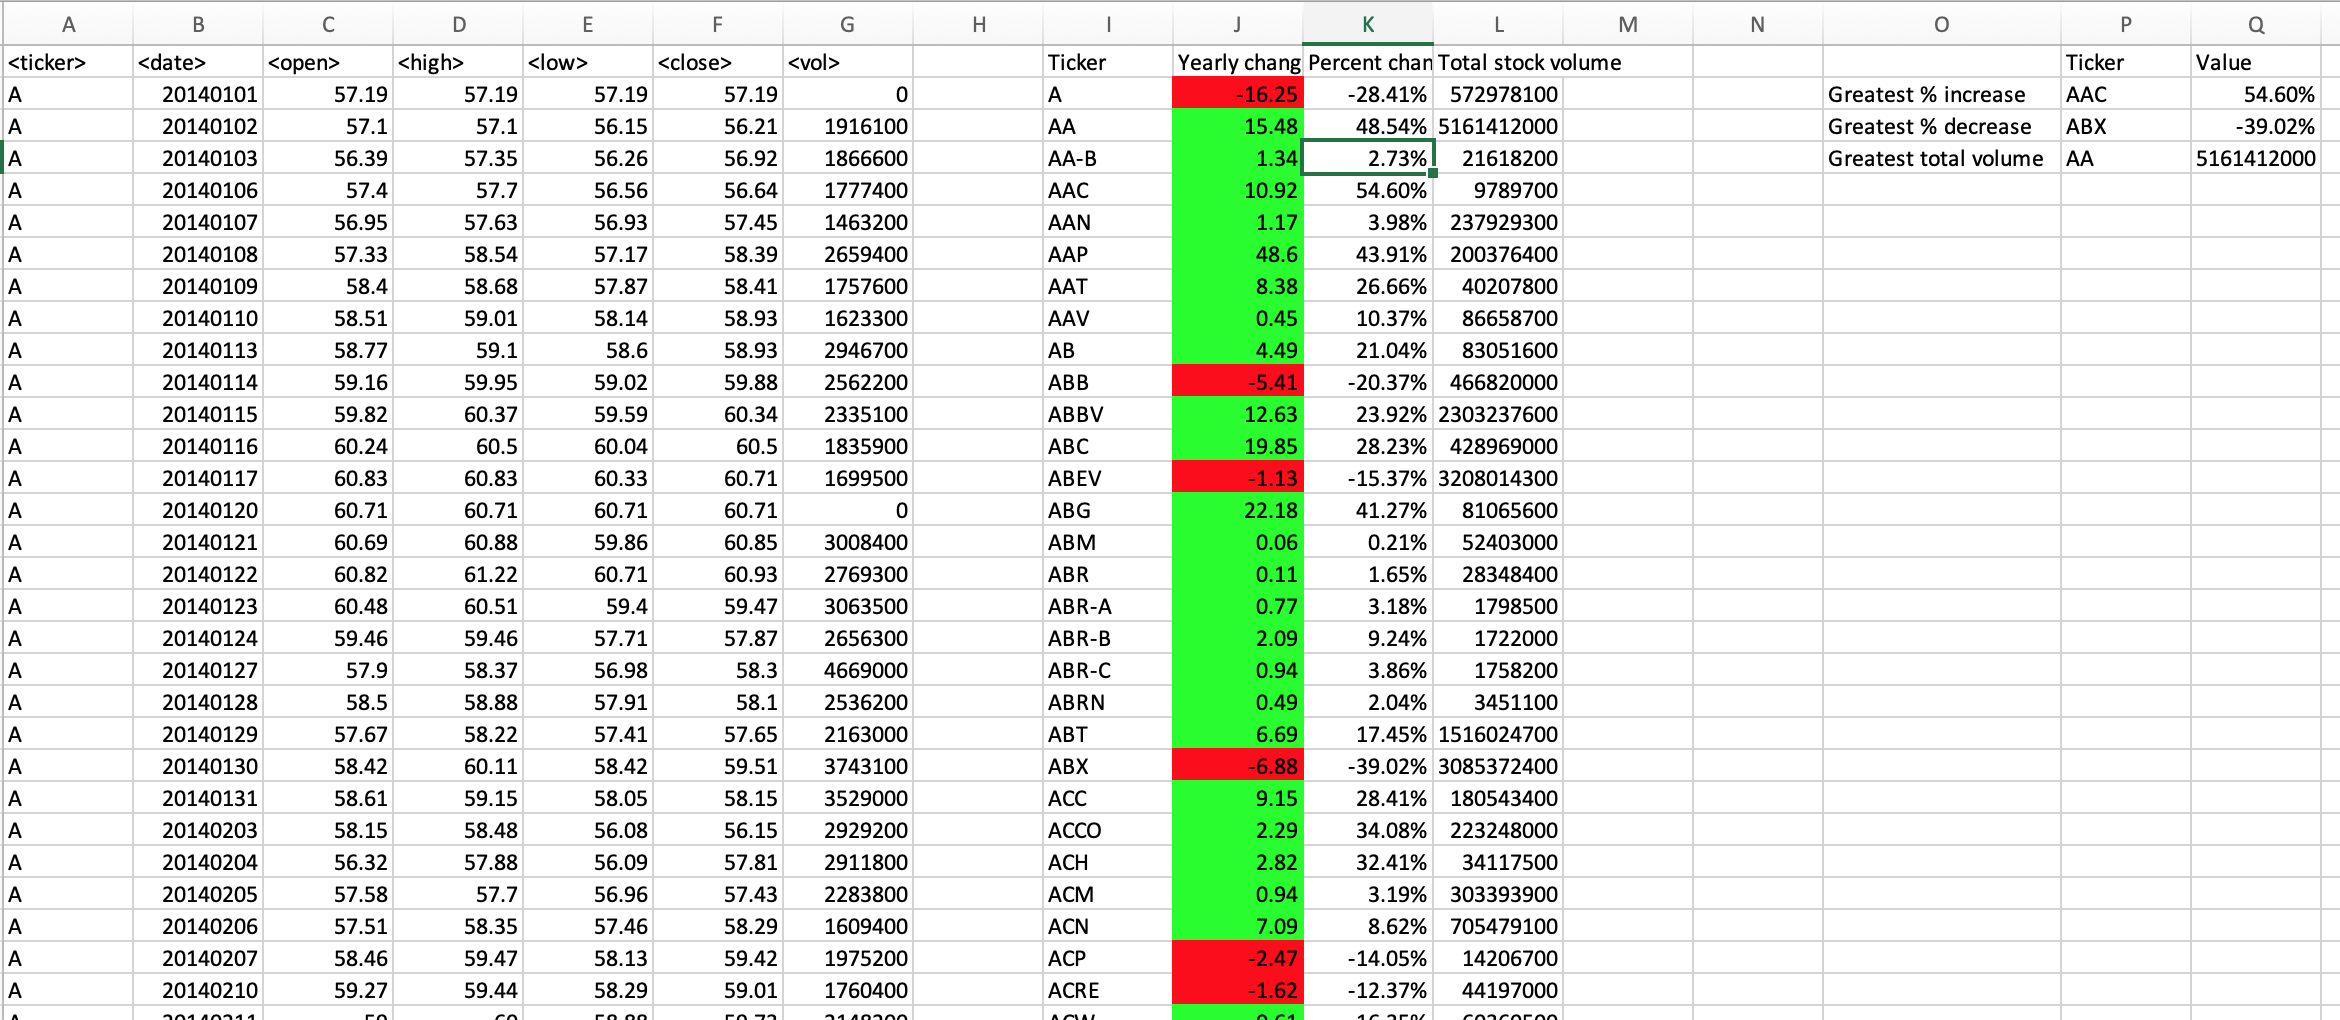 A B C D E F G H I J K L M N O P Q
<ticker> <date> <open> <high> <low> <close> <vol> Ticker Yearly chang Percent chan Total stock volume Ticker Value
A 20140101 57.19 57.19 57.19 57.19 0 A -16.25 -28.41% 572978100 Greatest % increase AAC 54.60%
A 20140102 57.1 57.1 56.15 56.21 1916100 AA 15.48 48.54% 5161412000 Greatest % decrease ABX -39.02%
A 20140103 56.39 57.35 56.26 56.92 1866600 AA-B 1.34 2.73% 21618200 Greatest total volume AA 5161412000
A 20140106 57.4 57.7 56.56 56.64 1777400 AAC 10.92 54.60% 9789700
A 20140107 56.95 57.63 56.93 57.45 1463200 AAN 1.17 3.98% 237929300
A 20140108 57.33 58.54 57.17 58.39 2659400 AAP 48.6 43.91% 200376400
A 20140109 58.4 58.68 57.87 58.41 1757600 AAT 8.38 26.66% 40207800
A 20140110 58.51 59.01 58.14 58.93 1623300 AAV 0.45 10.37% 86658700
A 20140113 58.77 59.1 58.6 58.93 2946700 AB 4.49 21.04% 83051600
A 20140114 59.16 59.95 59.02 59.88 2562200 ABB -5.41 -20.37% 466820000
A 20140115 59.82 60.37 59.59 60.34 2335100 ABBV 12.63 23.92% 2303237600
A 20140116 60.24 60.5 60.04 60.5 1835900 ABC 19.85 28.23% 428969000
A 20140117 60.83 60.83 60.33 60.71 1699500 ABEV -1.13 -15.37% 3208014300
A 20140120 60.71 60.71 60.71 60.71 0 ABG 22.18 41.27% 81065600
A 20140121 60.69 60.88 59.86 60.85 3008400 ABM 0.06 0.21% 52403000
A 20140122 60.82 61.22 60.71 60.93 2769300 ABR 0.11 1.65% 28348400
A 20140123 60.48 60.51 59.4 59.47 3063500 ABR-A 0.77 3.18% 1798500
A 20140124 59.46 59.46 57.71 57.87 2656300 ABR-B 2.09 9.24% 1722000
A 20140127 57.9 58.37 56.98 58.3 4669000 ABR-C 0.94 3.86% 1758200
A 20140128 58.5 58.88 57.91 58.1 2536200 ABRN 0.49 2.04% 3451100
A 20140129 57.67 58.22 57.41 57.65 2163000 ABT 6.69 17.45% 1516024700
A 20140130 58.42 60.11 58.42 59.51 3743100 ABX -6.88 -39.02% 3085372400
A 20140131 58.61 59.15 58.05 58.15 3529000 ACC 9.15 28.41% 180543400
A 20140203 58.15 58.48 56.08 56.15 2929200 ACCO 2.29 34.08% 223248000
A 20140204 56.32 57.88 56.09 57.81 2911800 ACH 2.82 32.41% 34117500
A 20140205 57.58 57.7 56.96 57.43 2283800 ACM 0.94 3.19% 303393900
A 20140206 57.51 58.35 57.46 58.29 1609400 ACN 7.09 8.62% 705479100
A 20140207 58.46 59.47 58.13 59.42 1975200 ACP -2.47 -14.05% 14206700
A 20140210 59.27 59.44 58.29 59.01 1760400 ACRE -1.62 -12.37% 44197000